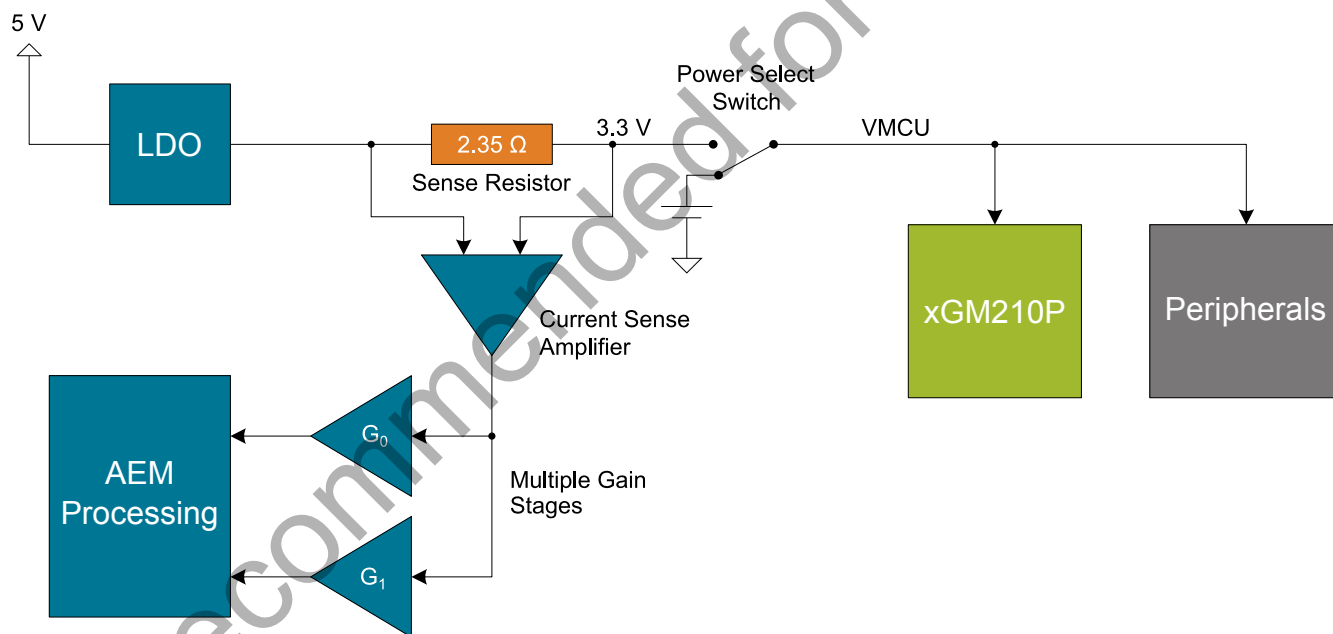 5 V
LDO
2.35 Ω
Sense Resistor
3.3 V
Power Select
Switch
VMCU
xGM210P
Peripherals
Current Sense
Amplifier
G₀
Multiple Gain
Stages
G₁
AEM
Processing
ecommended for